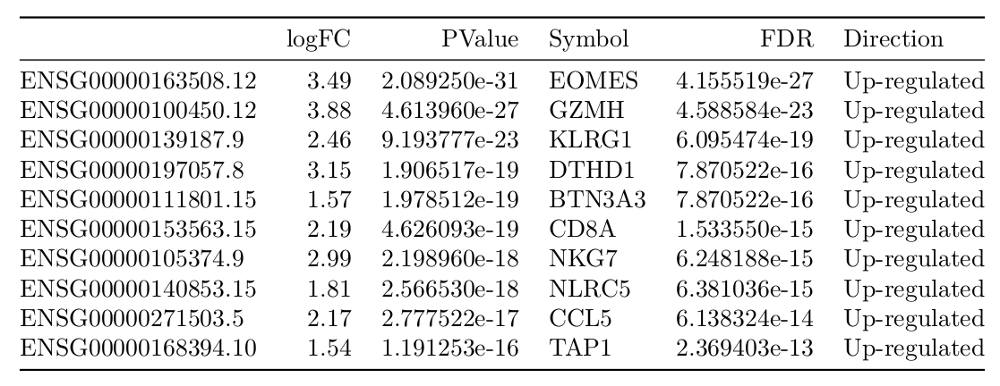 logFC PValue Symbol FDR Direction
ENSG00000163508.12 3.49 2.089250e-31 EOMES 4.155519e-27 Up-regulated
ENSG00000100450.12 3.88 4.613960e-27 GZMH 4.588584e-23 Up-regulated
ENSG00000139187.9 2.46 9.193777e-23 KLRG1 6.095474e-19 Up-regulated
ENSG00000197057.8 3.15 1.906517e-19 DTHD1 7.870522e-16 Up-regulated
ENSG00000111801.15 1.57 1.978512e-19 BTN3A3 7.870522e-16 Up-regulated
ENSG00000153563.15 2.19 4.626093e-19 CD8A 1.533550e-15 Up-regulated
ENSG00000105374.9 2.99 2.198960e-18 NKG7 6.248188e-15 Up-regulated
ENSG00000140853.15 1.81 2.566530e-18 NLRC5 6.381036e-15 Up-regulated
ENSG00000271503.5 2.17 2.777522e-17 CCL5 6.138324e-14 Up-regulated
ENSG00000168394.10 1.54 1.191253e-16 TAP1 2.369403e-13 Up-regulated